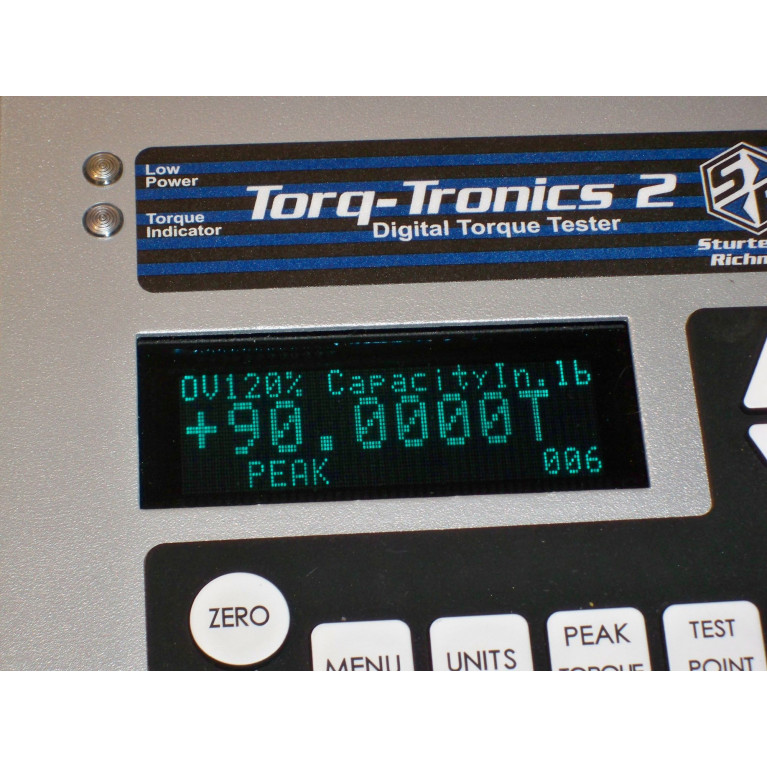 Low
Power
Torque
Indicator
Torq-Tronics 2
Digital Torque Tester
OV120% CapacityIn.lb
+90.0000T
PEAK
006
ZERO
MENU
UNITS
PEAK
TORQUE
TEST
POINT